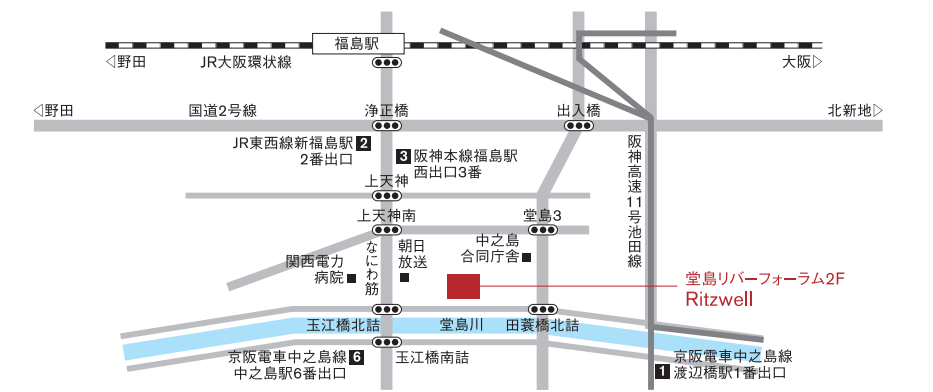 福島駅
◁野田
JR大阪環状線
大阪▷
◁野田
国道2号線
浄正橋
出入橋
北新地▷
JR東西線新福島駅 2
2番出口
3 阪神本線福島駅
西出口3番
阪神高速11号池田線
上天神
上天神南
堂島3
なにわ筋
朝日
放送
中之島
合同庁舎
関西電力
病院
堂島リバーフォーラム2F
Ritzwell
玉江橋北詰
堂島川
田蓑橋北詰
京阪電車中之島線 6
中之島駅6番出口
玉江橋南詰
京阪電車中之島線
1 渡辺橋駅1番出口